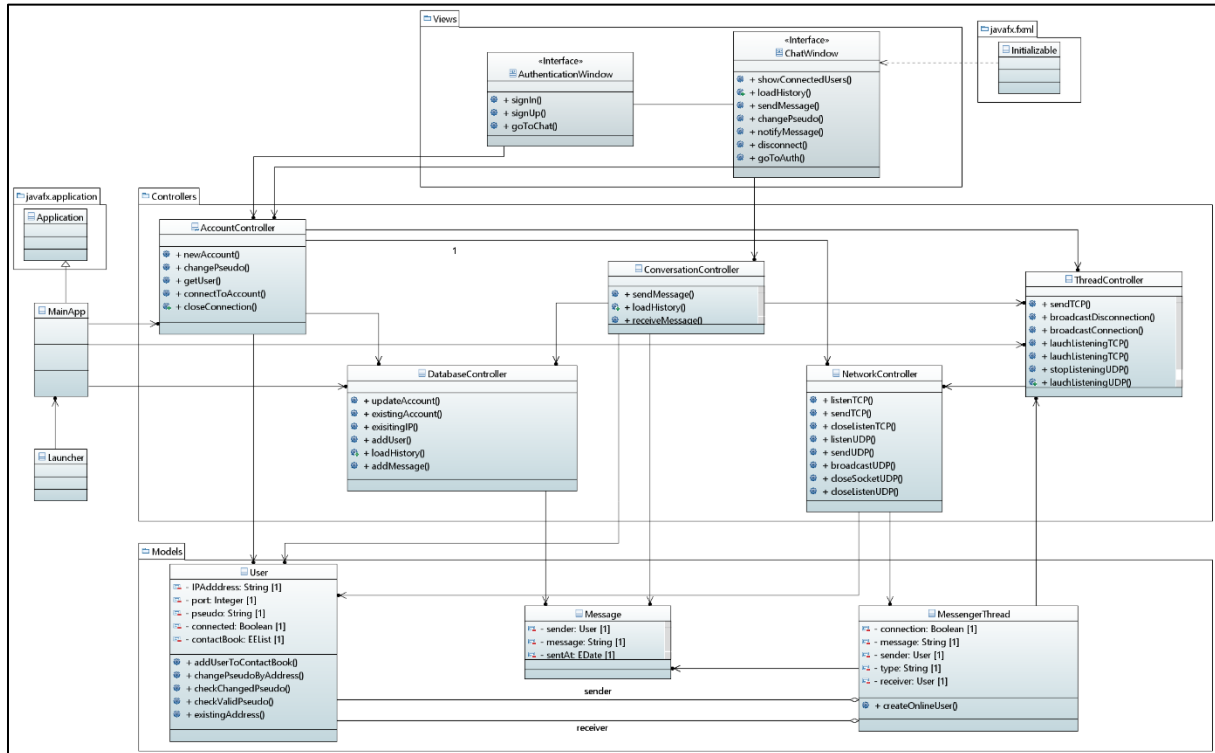 Views
«Interface»
AuthenticationWindow
+ signIn()
+ signUp()
+ goToChat()
«Interface»
ChatWindow
+ showConnectedUsers()
+ loadHistory()
+ sendMessage()
+ changePseudo()
+ notifyMessage()
+ disconnect()
+ goToAuth()
javafx.fxml
Initializable
javafx.application
Application
MainApp
Launcher
Controllers
AccountController
+ newAccount()
+ changePseudo()
+ getUser()
+ connectToAccount()
+ closeConnection()
1
ConversationController
+ sendMessage()
+ loadHistory()
+ receiveMessage()
ThreadController
+ sendTCP()
+ broadcastDisconnection()
+ broadcastConnection()
+ lauchListeningTCP()
+ lauchListeningTCP()
+ stopListeningUDP()
+ lauchListeningUDP()
DatabaseController
+ updateAccount()
+ existingAccount()
+ exisitingIP()
+ addUser()
+ loadHistory()
+ addMessage()
NetworkController
+ listenTCP()
+ sendTCP()
+ closeListenTCP()
+ listenUDP()
+ sendUDP()
+ broadcastUDP()
+ closeSocketUDP()
+ closeListenUDP()
Models
User
- IPAdddress: String [1]
- port: Integer [1]
- pseudo: String [1]
- connected: Boolean [1]
- contactBook: EEList [1]
+ addUserToContactBook()
+ changePseudoByAddress()
+ checkChangedPseudo()
+ checkValidPseudo()
+ existingAddress()
Message
- sender: User [1]
- message: String [1]
- sentAt: EDate [1]
MessengerThread
- connection: Boolean [1]
- message: String [1]
- sender: User [1]
- type: String [1]
- receiver: User [1]
+ createOnlineUser()
sender
receiver